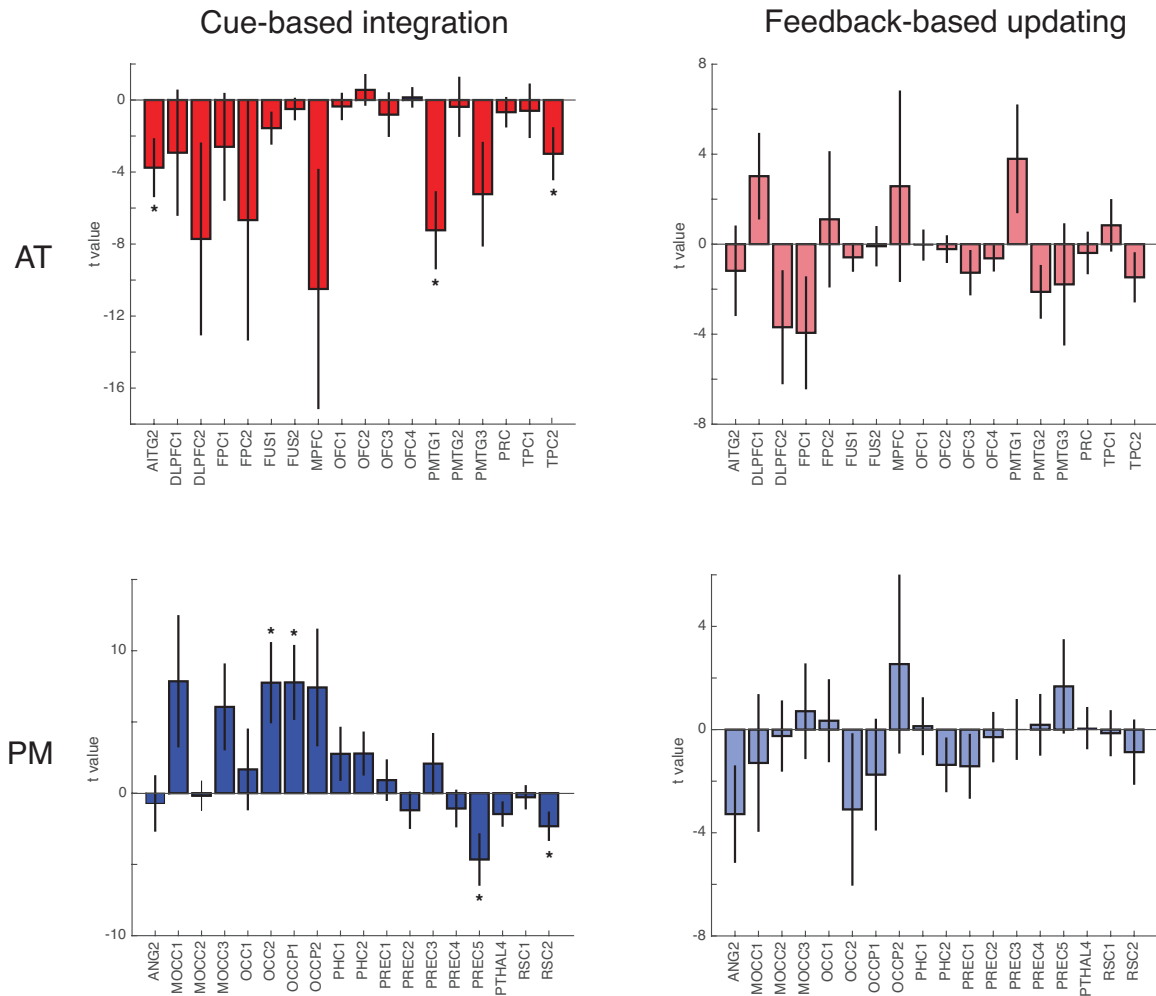 Cue-based integration
Feedback-based updating
AT
t value
0
-4
-8
-12
-16
*
*
*
AITG2
DLPFC1
DLPFC2
FPC1
FPC2
FUS1
FUS2
MPFC
OFC1
OFC2
OFC3
OFC4
PMTG1
PMTG2
PMTG3
PRC
TPC1
TPC2
t value
8
4
0
-4
-8
AITG2
DLPFC1
DLPFC2
FPC1
FPC2
FUS1
FUS2
MPFC
OFC1
OFC2
OFC3
OFC4
PMTG1
PMTG2
PMTG3
PRC
TPC1
TPC2
PM
t value
10
0
-10
*
*
*
*
ANG2
MOCC1
MOCC2
MOCC3
OCC1
OCC2
OCCP1
OCCP2
PHC1
PHC2
PREC1
PREC2
PREC3
PREC4
PREC5
PTHAL4
RSC1
RSC2
t value
4
0
-4
-8
ANG2
MOCC1
MOCC2
MOCC3
OCC1
OCC2
OCCP1
OCCP2
PHC1
PHC2
PREC1
PREC2
PREC3
PREC4
PREC5
PTHAL4
RSC1
RSC2